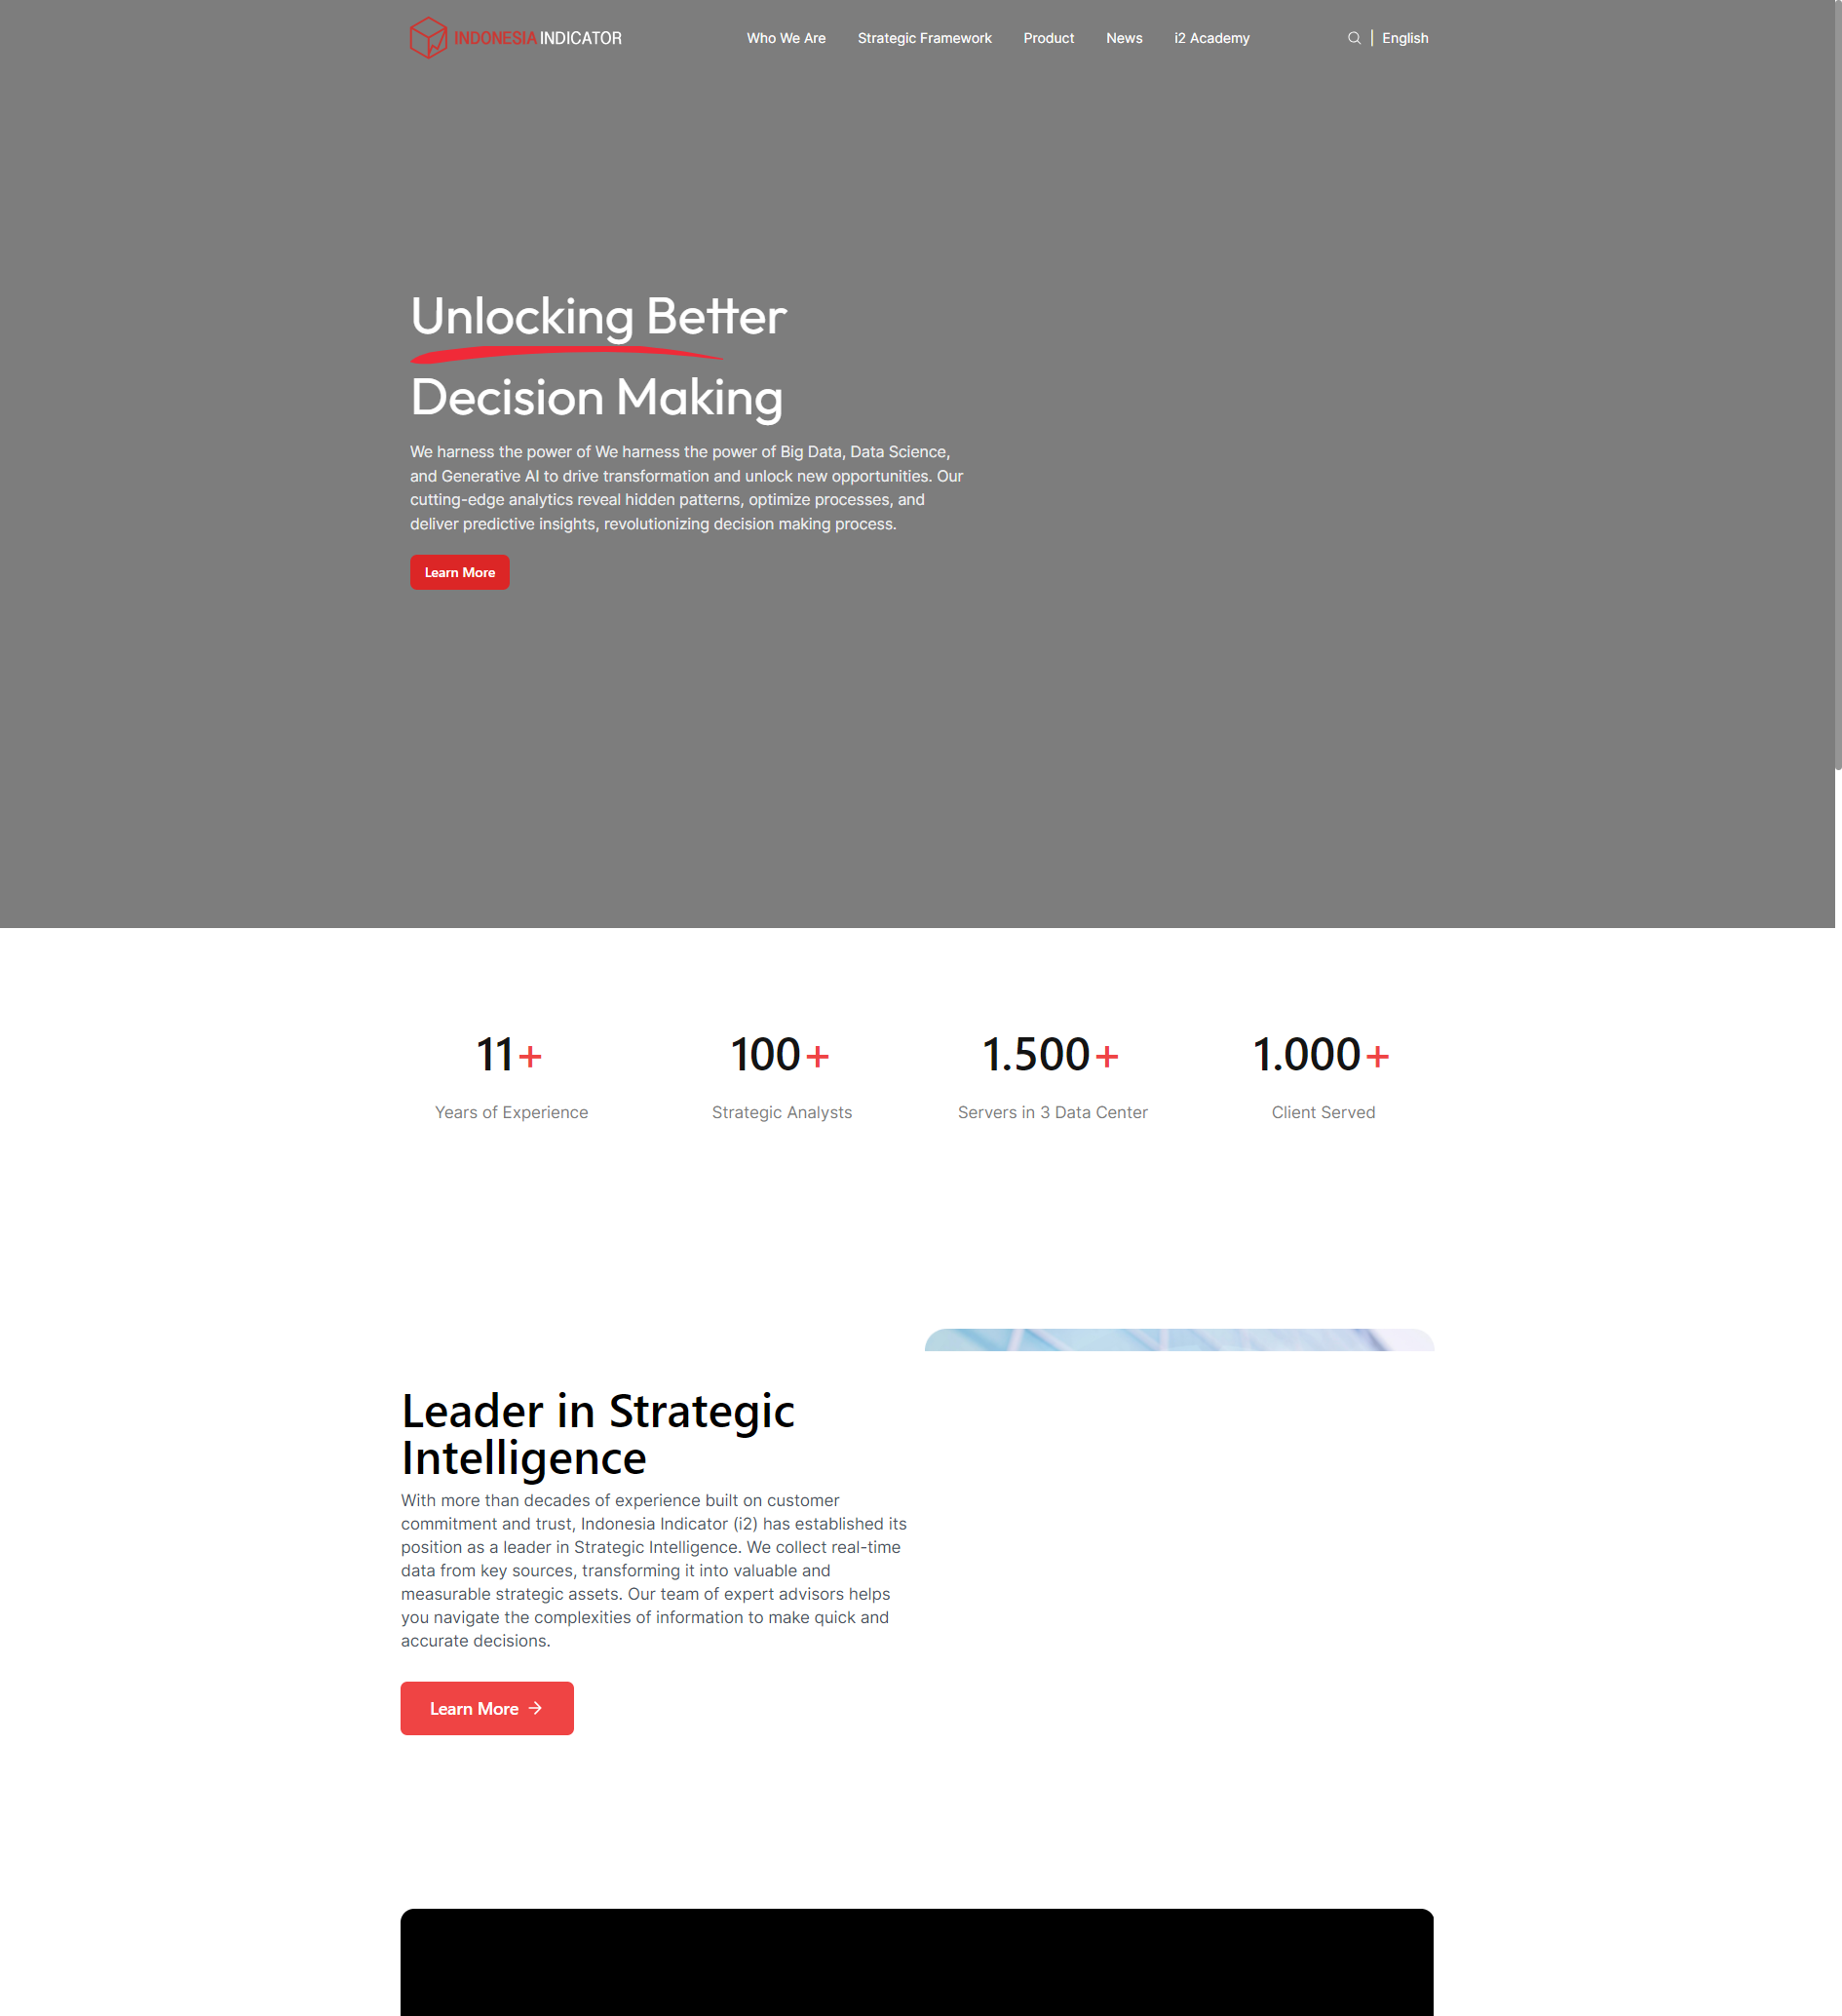 INDONESIA INDICATOR
Who We Are
Strategic Framework
Product
News
i2 Academy
English
Unlocking Better
Decision Making
We harness the power of We harness the power of Big Data, Data Science,
and Generative AI to drive transformation and unlock new opportunities. Our
cutting-edge analytics reveal hidden patterns, optimize processes, and
deliver predictive insights, revolutionizing decision making process.
Learn More
11+
Years of Experience
100+
Strategic Analysts
1.500+
Servers in 3 Data Center
1.000+
Client Served
Leader in Strategic
Intelligence
With more than decades of experience built on customer
commitment and trust, Indonesia Indicator (i2) has established its
position as a leader in Strategic Intelligence. We collect real-time
data from key sources, transforming it into valuable and
measurable strategic assets. Our team of expert advisors helps
you navigate the complexities of information to make quick and
accurate decisions.
Learn More